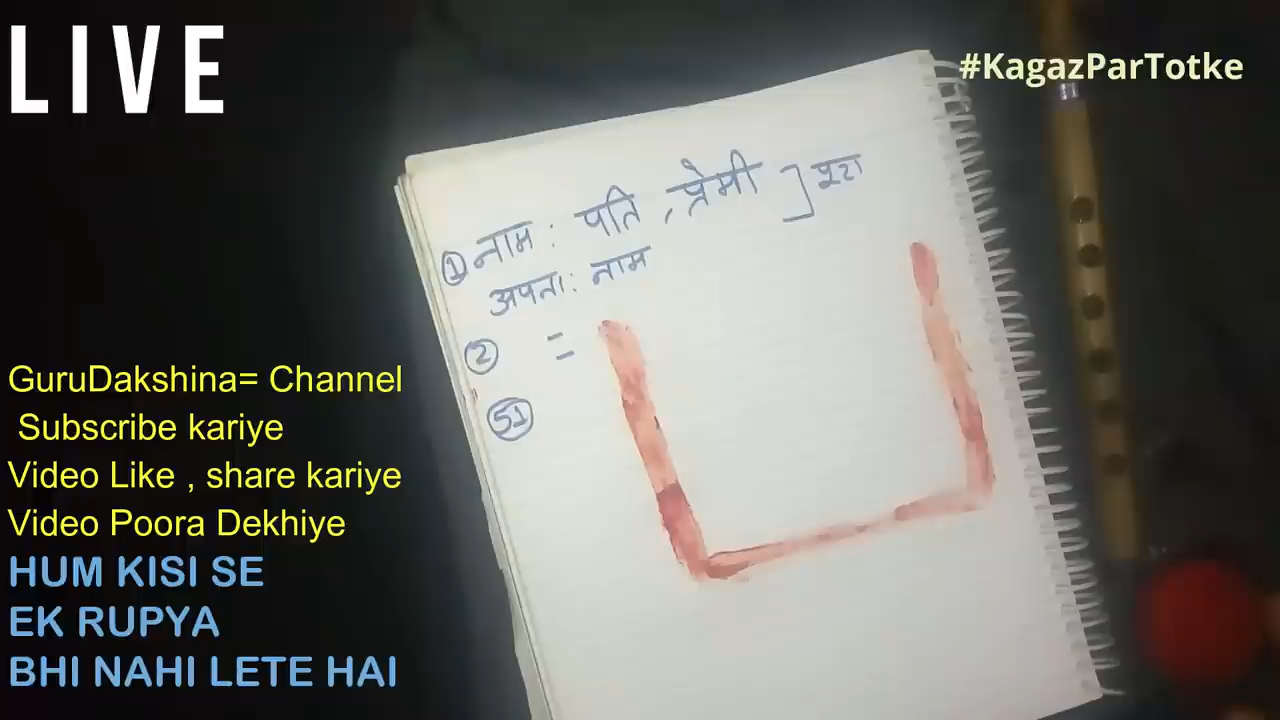 LIVE
#KagazParTotke
① नाम : पति , प्रेमी ] पूरा
अपना : नाम
② =
51
GuruDakshina= Channel
Subscribe kariye
Video Like , share kariye
Video Poora Dekhiye
HUM KISI SE
EK RUPYA
BHI NAHI LETE HAI